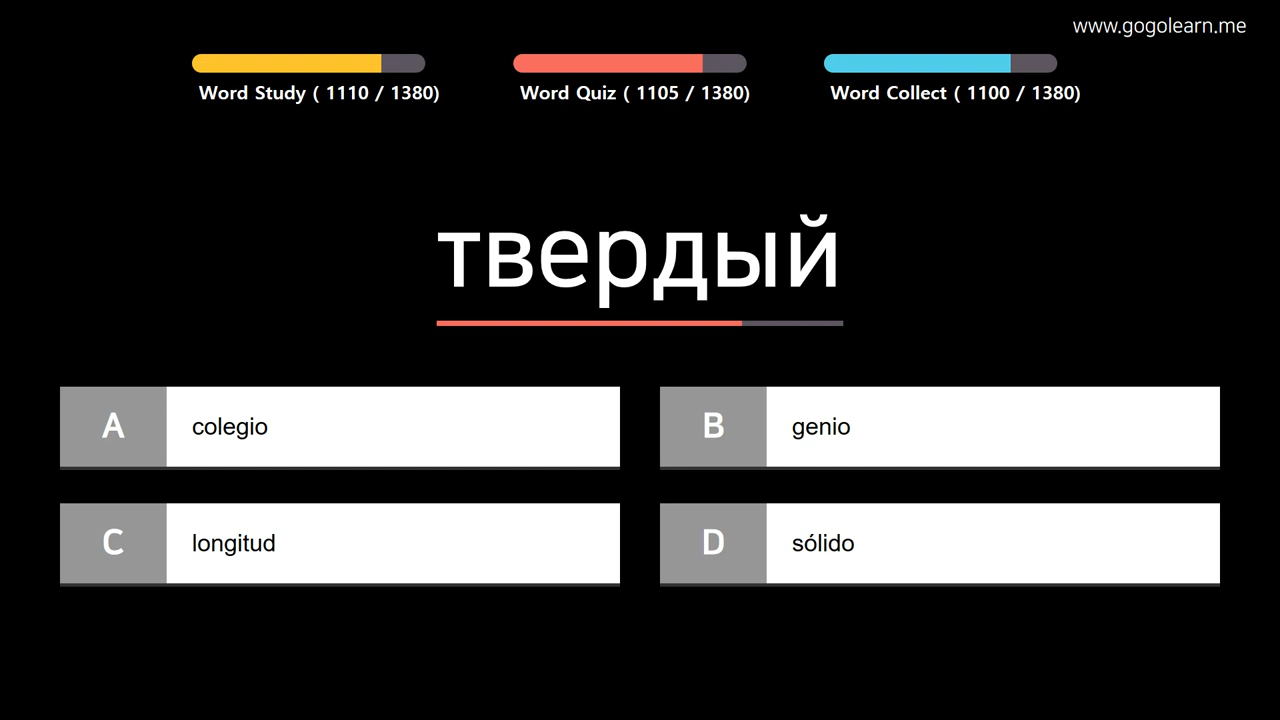 www.gogolearn.me
Word Study ( 1110 / 1380)
Word Quiz ( 1105 / 1380)
Word Collect ( 1100 / 1380)
твердый
A colegio
B genio
C longitud
D sólido